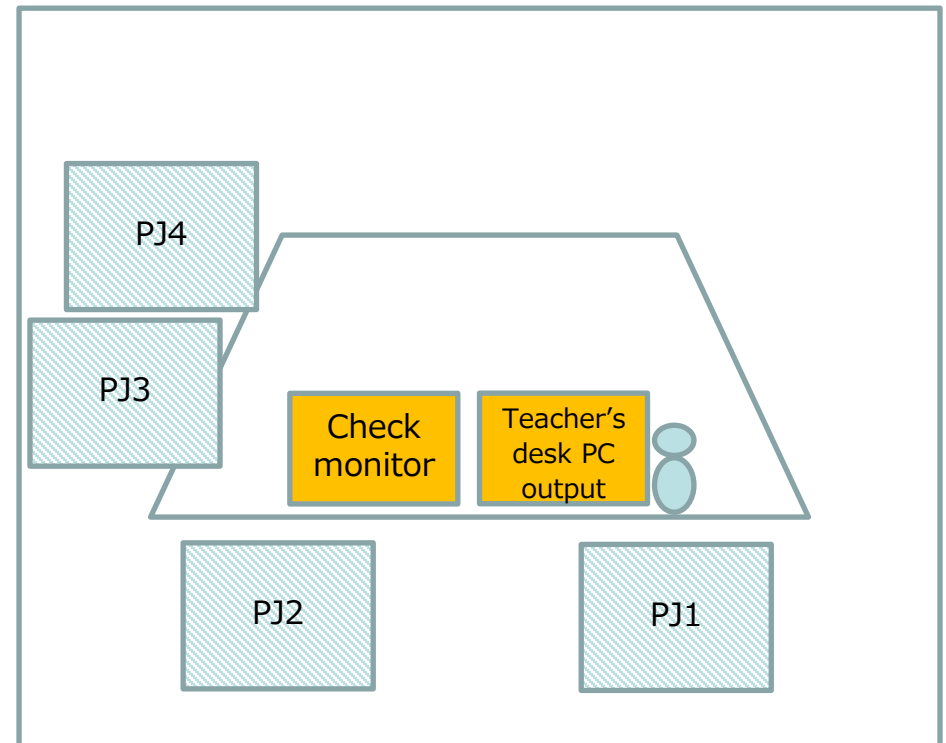 PJ4
PJ3
Check
monitor
Teacher’s
desk PC
output
PJ2
PJ1